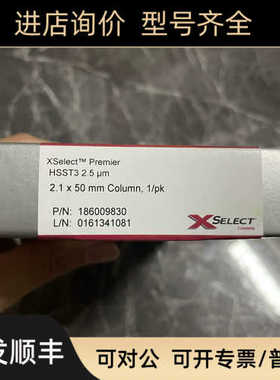 进店询价 型号齐全
XSelect™ Premier
HSST3 2.5 µm
2.1 x 50 mm Column, 1/pk
P/N: 186009830
L/N: 0161341081
XSELECT
发顺丰
可对公 可开专票/普